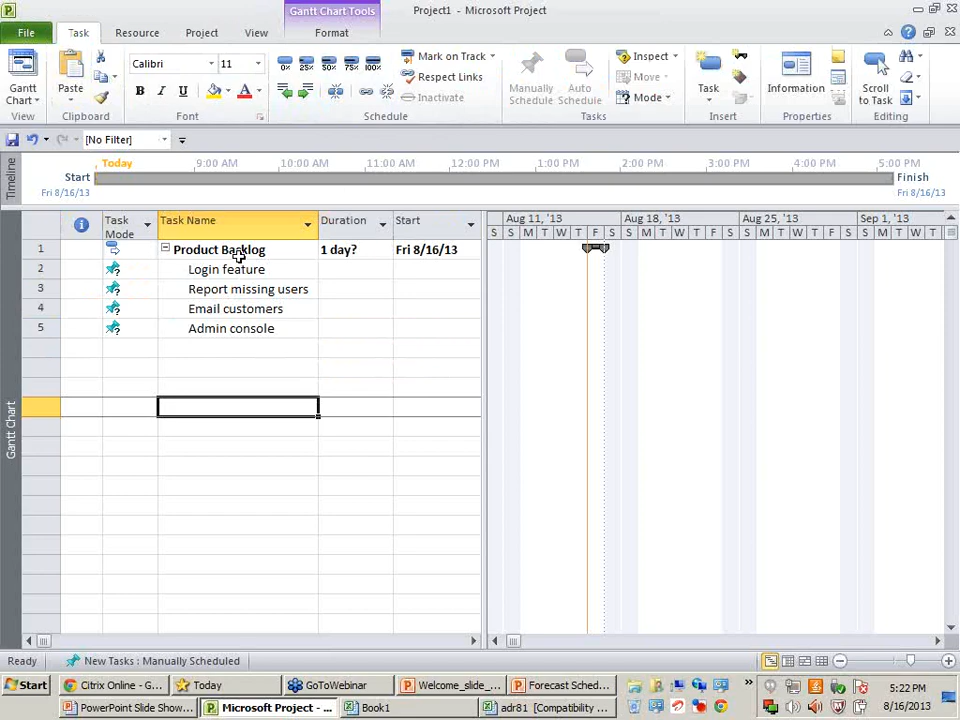 Gantt Chart Tools
Project1 - Microsoft Project
File
Task
Resource
Project
View
Format
Gantt
Chart
View
Paste
Clipboard
Calibri
11
B I U
A
Font
0%
25%
50%
75%
100%
Mark on Track
Respect Links
Inactivate
Schedule
Manually
Schedule
Auto
Schedule
Inspect
Move
Mode
Tasks
Task
Insert
Information
Properties
Scroll
to Task
Editing
[No Filter]
Timeline
Today
9:00 AM
10:00 AM
11:00 AM
12:00 PM
1:00 PM
2:00 PM
3:00 PM
4:00 PM
5:00 PM
Start
Fri 8/16/13
Finish
Fri 8/16/13
Task
Mode
Task Name
Duration
Start
Aug 11, '13
Aug 18, '13
Aug 25, '13
Sep 1, '13
S S M T W T F S S M T W T F S S M T W T F S S M T W T
1 Product Backlog 1 day? Fri 8/16/13
2 Login feature
3 Report missing users
4 Email customers
5 Admin console
Gantt Chart
Ready
New Tasks : Manually Scheduled
Start
Citrix Online - G...
Today
GoToWebinar
Welcome_slide_...
Forecast Sched...
PowerPoint Slide Show...
Microsoft Project - ...
Book1
adr81 [Compatibility ...
5:22 PM
8/16/2013